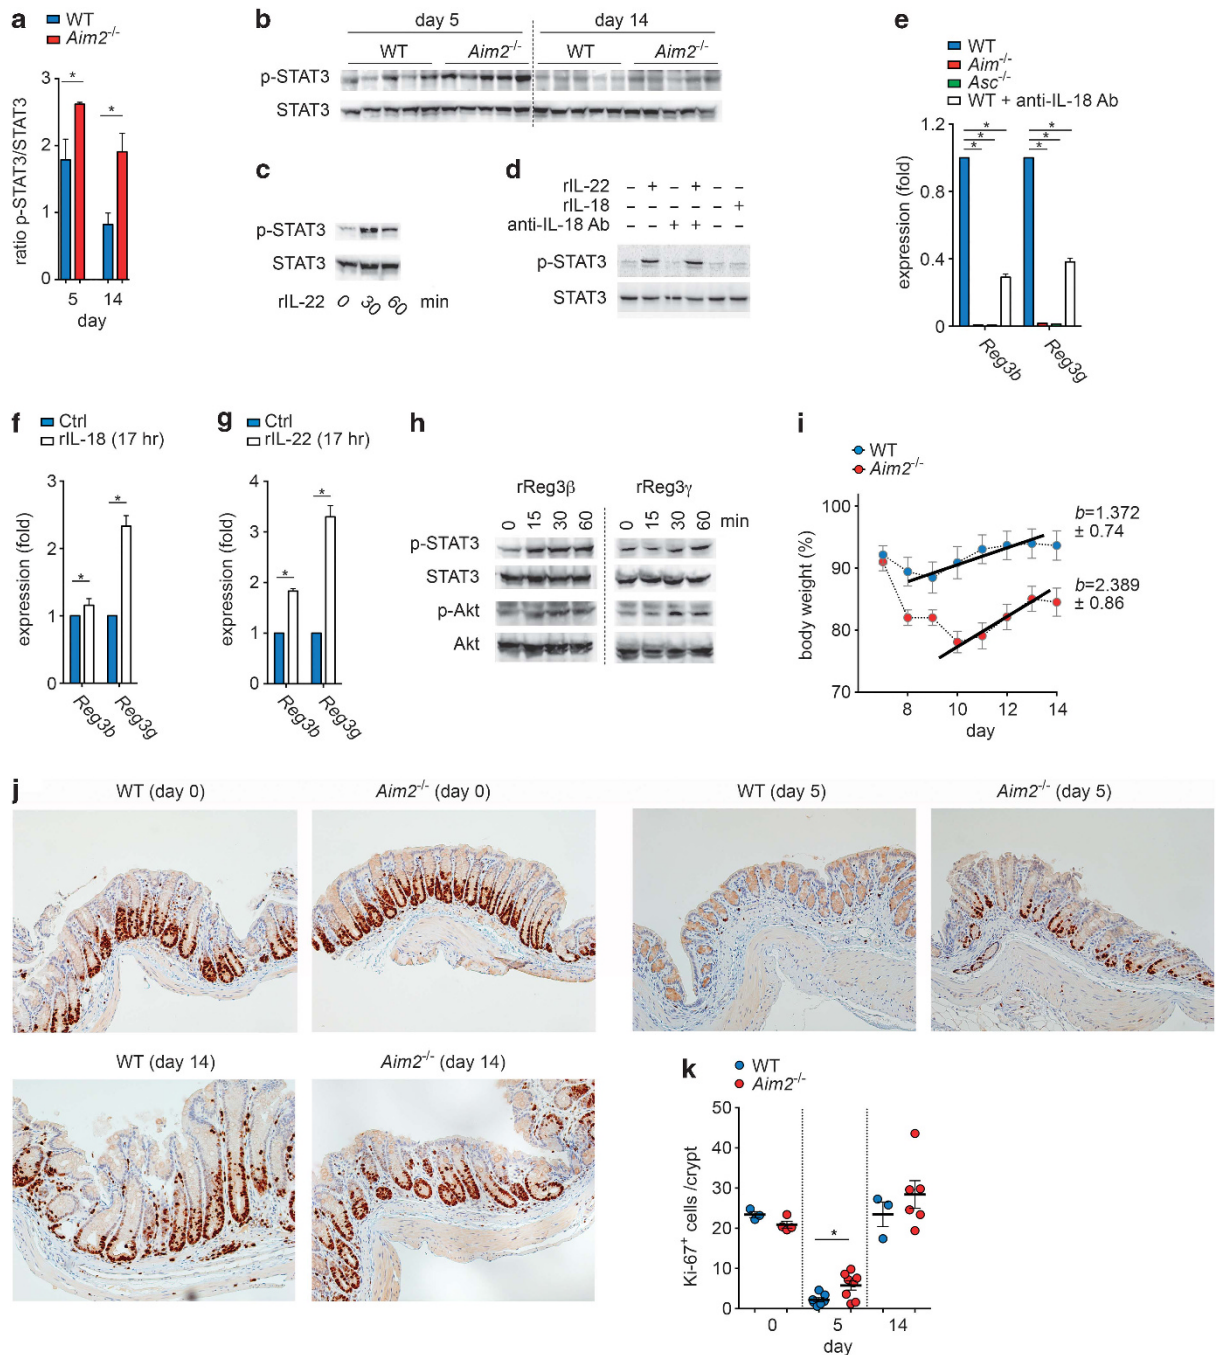 a
WT
Aim2-/-
ratio p-STAT3/STAT3
3
2
1
0
*
*
5
14
day
b
day 5
day 14
WT
Aim2-/-
WT
Aim2-/-
p-STAT3
STAT3
c
p-STAT3
STAT3
rIL-22
0
30
60
min
d
rIL-22
– + – + – –
rIL-18
– – – – – +
anti-IL-18 Ab
– – + + – –
p-STAT3
STAT3
e
WT
Aim-/-
Asc-/-
WT + anti-IL-18 Ab
expression (fold)
1.2
0.8
0.4
0
*
*
*
*
*
*
Reg3b
Reg3g
f
Ctrl
rIL-18 (17 hr)
expression (fold)
3
2
1
0
*
*
Reg3b
Reg3g
g
Ctrl
rIL-22 (17 hr)
expression (fold)
4
3
2
1
0
*
*
Reg3b
Reg3g
h
rReg3β
rReg3γ
0 15 30 60
0 15 30 60
min
p-STAT3
STAT3
p-Akt
Akt
i
WT
Aim2-/-
body weight (%)
100
90
80
70
b=1.372
± 0.74
b=2.389
± 0.86
8
10
12
14
day
j
WT (day 0)
Aim2-/- (day 0)
WT (day 5)
Aim2-/- (day 5)
WT (day 14)
Aim2-/- (day 14)
k
WT
Aim2-/-
Ki-67+ cells /crypt
50
40
30
20
10
0
*
0
5
14
day